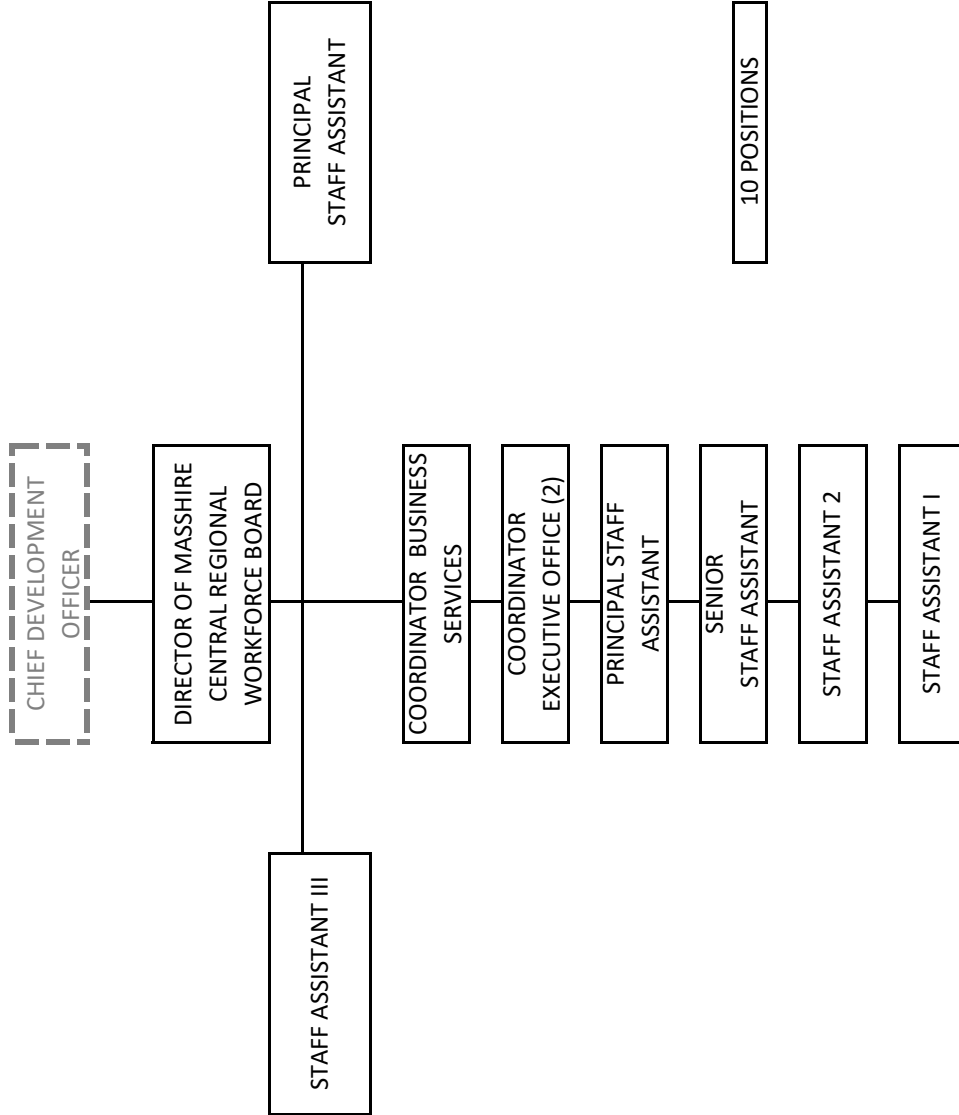 CHIEF DEVELOPMENT
OFFICER
DIRECTOR OF MASSHIRE
CENTRAL REGIONAL
WORKFORCE BOARD
STAFF ASSISTANT III
PRINCIPAL
STAFF ASSISTANT
COORDINATOR BUSINESS
SERVICES
COORDINATOR
EXECUTIVE OFFICE (2)
PRINCIPAL STAFF
ASSISTANT
SENIOR
STAFF ASSISTANT
STAFF ASSISTANT 2
STAFF ASSISTANT I
10 POSITIONS